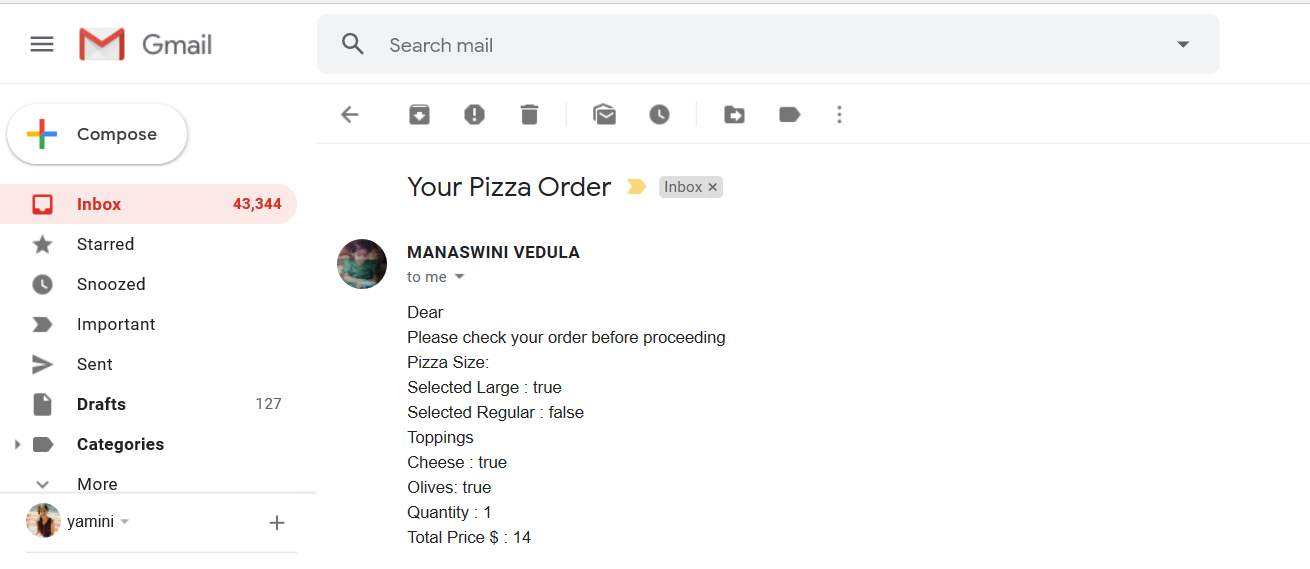 Gmail
Search mail
Compose
Inbox 43,344
Starred
Snoozed
Important
Sent
Drafts 127
Categories
More
yamini
Your Pizza Order Inbox ×
MANASWINI VEDULA
to me
Dear
Please check your order before proceeding
Pizza Size:
Selected Large : true
Selected Regular : false
Toppings
Cheese : true
Olives: true
Quantity : 1
Total Price $ : 14